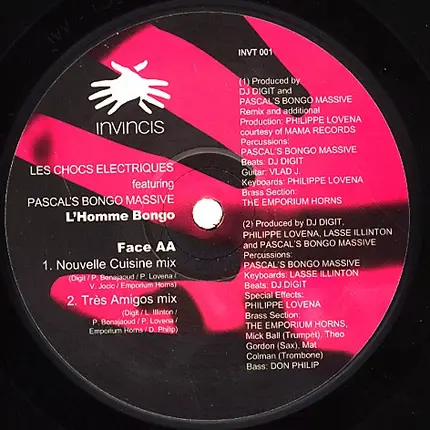 INVINCIS
LES CHOCS ELECTRIQUES
featuring
PASCAL'S BONGO MASSIVE
L'Homme Bongo
Face AA
1. Nouvelle Cuisine mix
(Digit / P. Benajaoud / P. Lovena /
V. Jocic / Emporium Horns)
2. Très Amigos mix
(Digit / L. Illinton /
P. Benajaoud / P. Lovena /
Emporium Horns / D. Philip)
INVT 001
(1) Produced by
DJ DIGIT and
PASCAL'S BONGO MASSIVE
Remix and additional
Production: PHILIPPE LOVENA
courtesy of MAMA RECORDS
Percussions:
PASCAL'S BONGO MASSIVE
Beats: DJ DIGIT
Guitar: VLAD J.
Keyboards: PHILIPPE LOVENA
Brass Section:
THE EMPORIUM HORNS
(2) Produced by DJ DIGIT,
PHILIPPE LOVENA, LASSE ILLINTON
and PASCAL'S BONGO MASSIVE
Percussions:
PASCAL'S BONGO MASSIVE
Keyboards: LASSE ILLINTON
Beats: DJ DIGIT
Special Effects:
PHILIPPE LOVENA
Brass Section:
THE EMPORIUM HORNS,
Mick Ball (Trumpet), Theo
Gordon (Sax), Mat
Colman (Trombone)
Bass: DON PHILIP